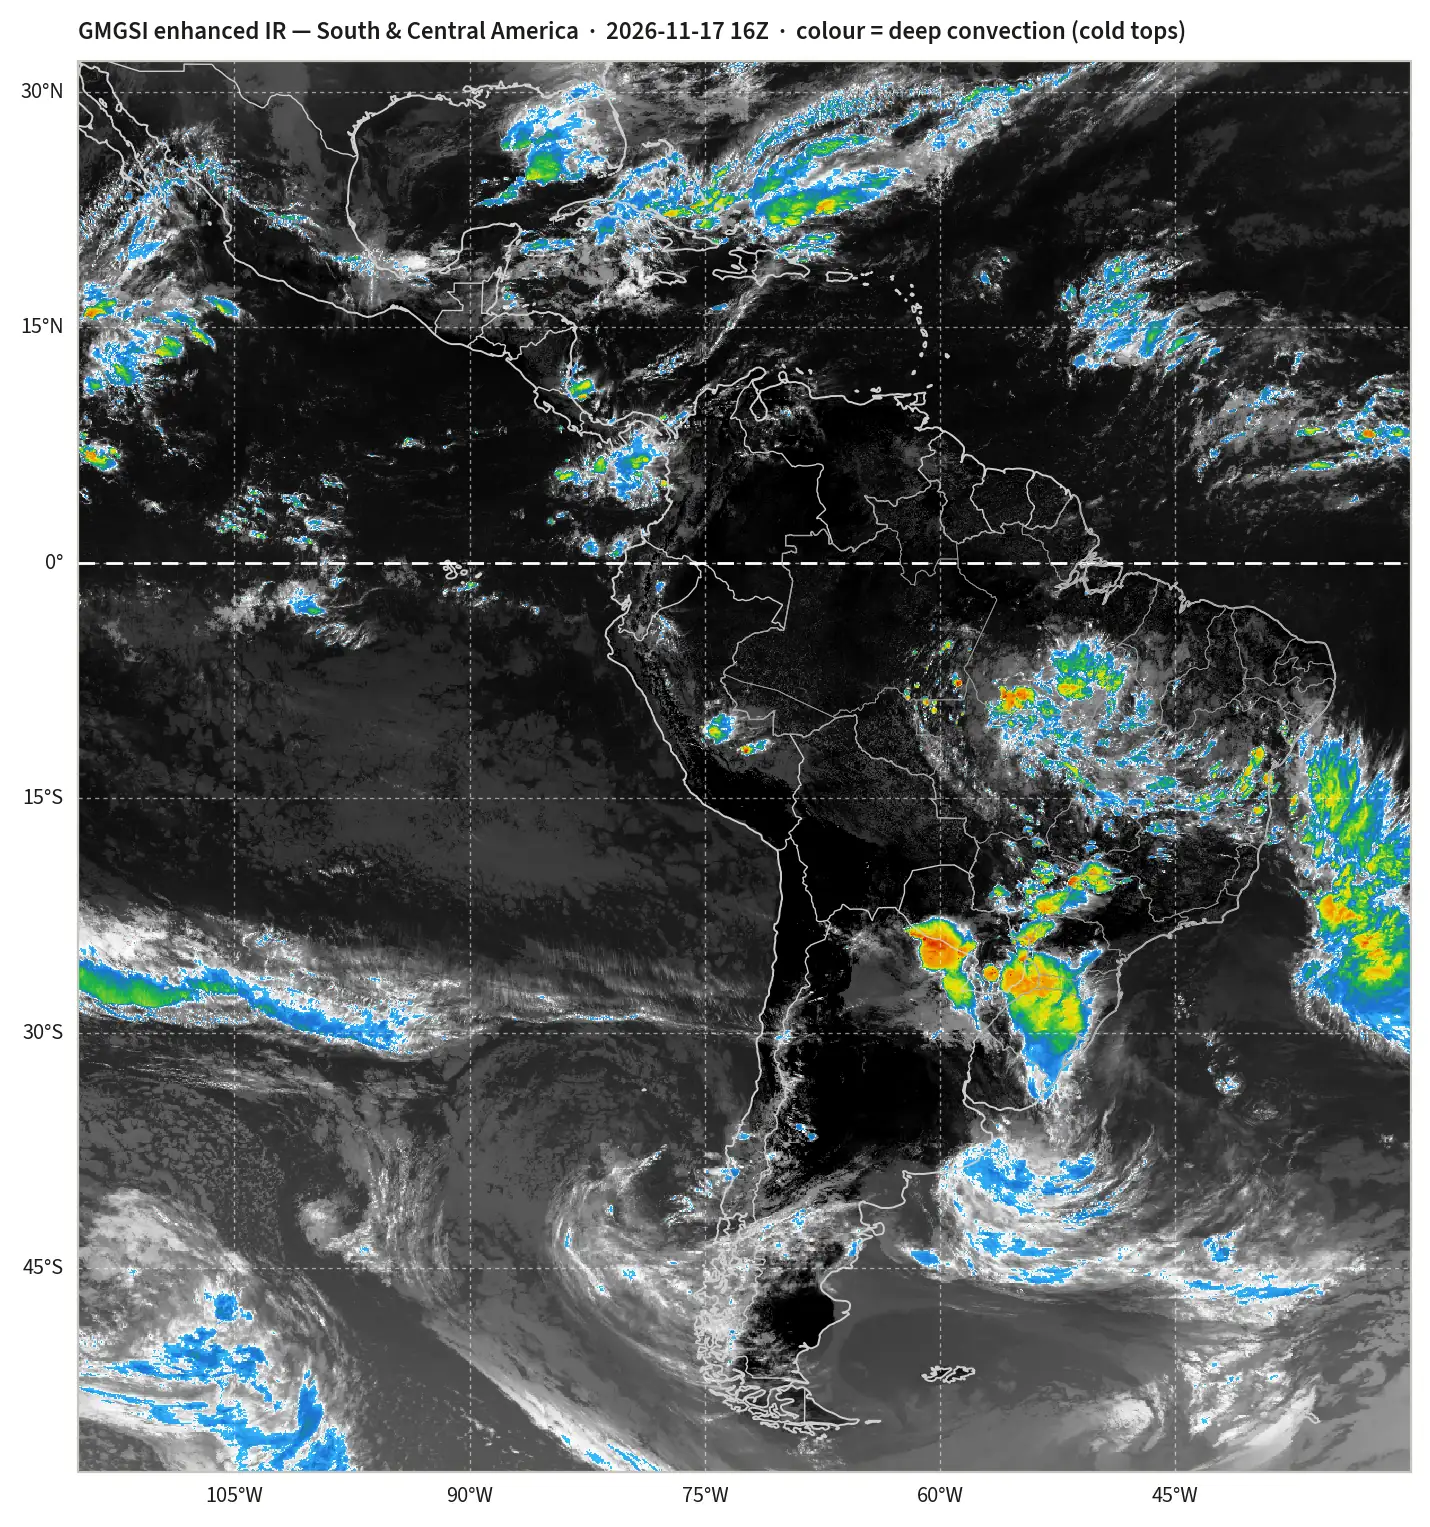 GMGSI enhanced IR — South & Central America · 2026-11-17 16Z · colour = deep convection (cold tops)
30°N
15°N
0°
15°S
30°S
45°S
105°W 90°W 75°W 60°W 45°W